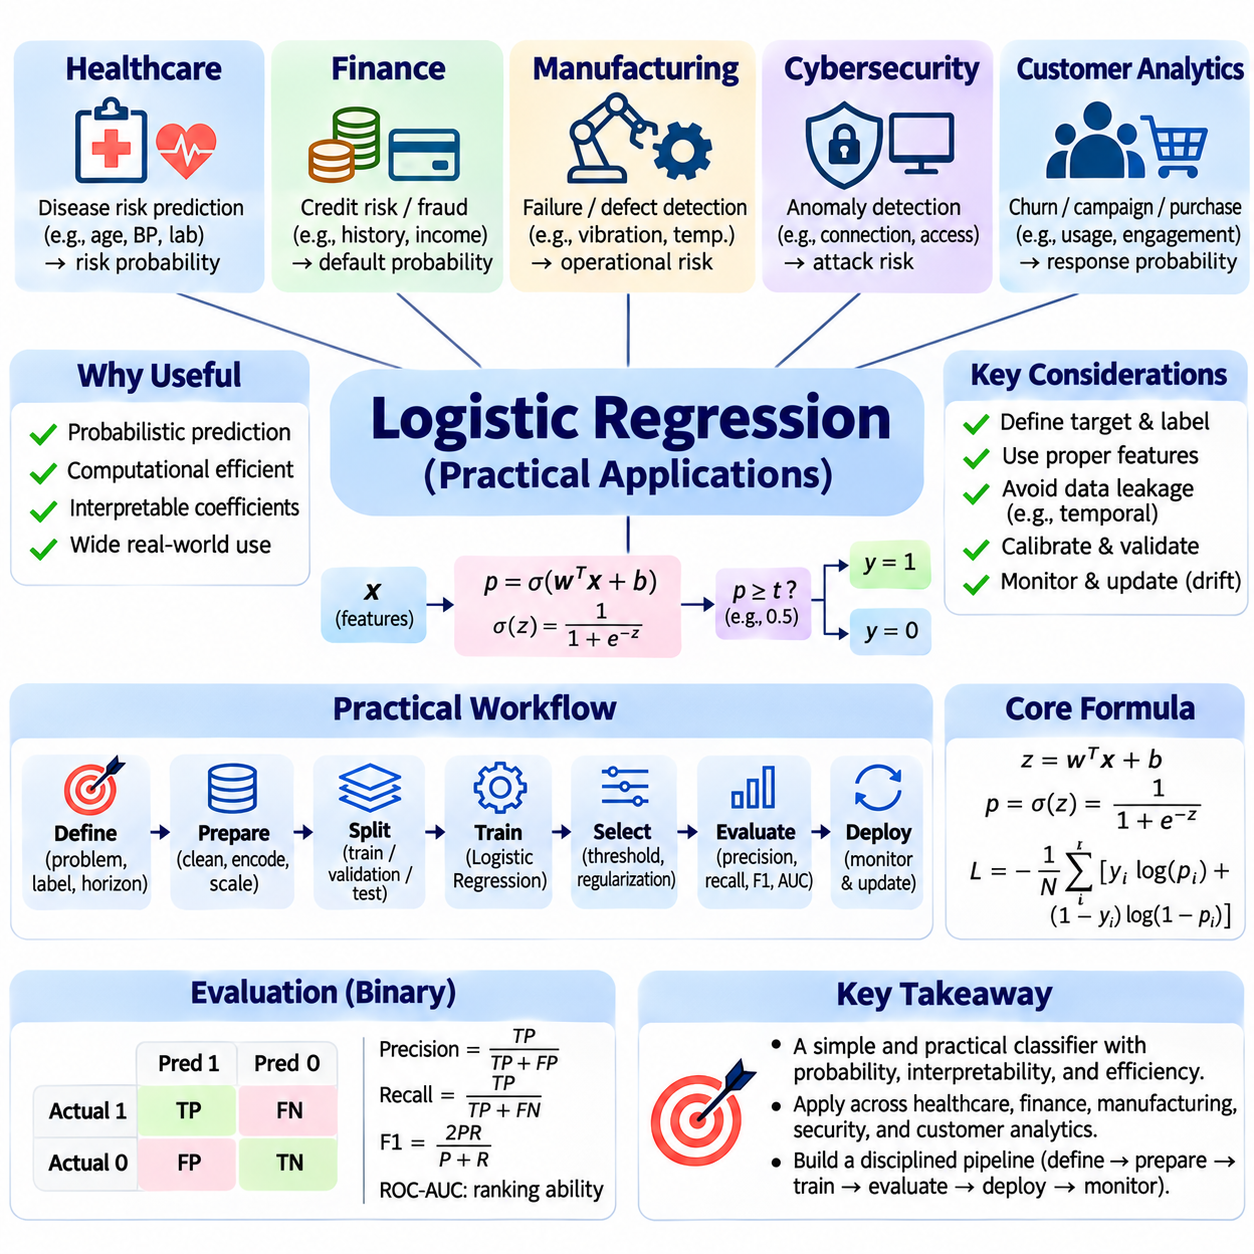 Healthcare
Disease risk prediction
(e.g., age, BP, lab)
→ risk probability
Finance
Credit risk / fraud
(e.g., history, income)
→ default probability
Manufacturing
Failure / defect detection
(e.g., vibration, temp.)
→ operational risk
Cybersecurity
Anomaly detection
(e.g., connection, access)
→ attack risk
Customer Analytics
Churn / campaign / purchase
(e.g., usage, engagement)
→ response probability
Why Useful
Probabilistic prediction
Computational efficient
Interpretable coefficients
Wide real-world use
Logistic Regression
(Practical Applications)
Key Considerations
Define target & label
Use proper features
Avoid data leakage
(e.g., temporal)
Calibrate & validate
Monitor & update (drift)
x
(features)
p = σ(wᵀx + b)
σ(z) = 1 / (1 + e⁻ᶻ)
p ≥ t?
(e.g., 0.5)
y = 1
y = 0
Practical Workflow
Define
(problem,
label, horizon)
Prepare
(clean, encode,
scale)
Split
(train /
validation /
test)
Train
(Logistic
Regression)
Select
(threshold,
regularization)
Evaluate
(precision,
recall, F1, AUC)
Deploy
(monitor
& update)
Core Formula
z = wᵀx + b
p = σ(z) = 1 / (1 + e⁻ᶻ)
L = − 1/N ∑ᵢ [yᵢ log(pᵢ) +
(1 − yᵢ) log(1 − pᵢ)]
Evaluation (Binary)
Pred 1 Pred 0
Actual 1 TP FN
Actual 0 FP TN
Precision = TP / (TP + FP)
Recall = TP / (TP + FN)
F1 = 2PR / (P + R)
ROC-AUC: ranking ability
Key Takeaway
• A simple and practical classifier with
probability, interpretability, and efficiency.
• Apply across healthcare, finance, manufacturing,
security, and customer analytics.
• Build a disciplined pipeline (define → prepare →
train → evaluate → deploy → monitor).